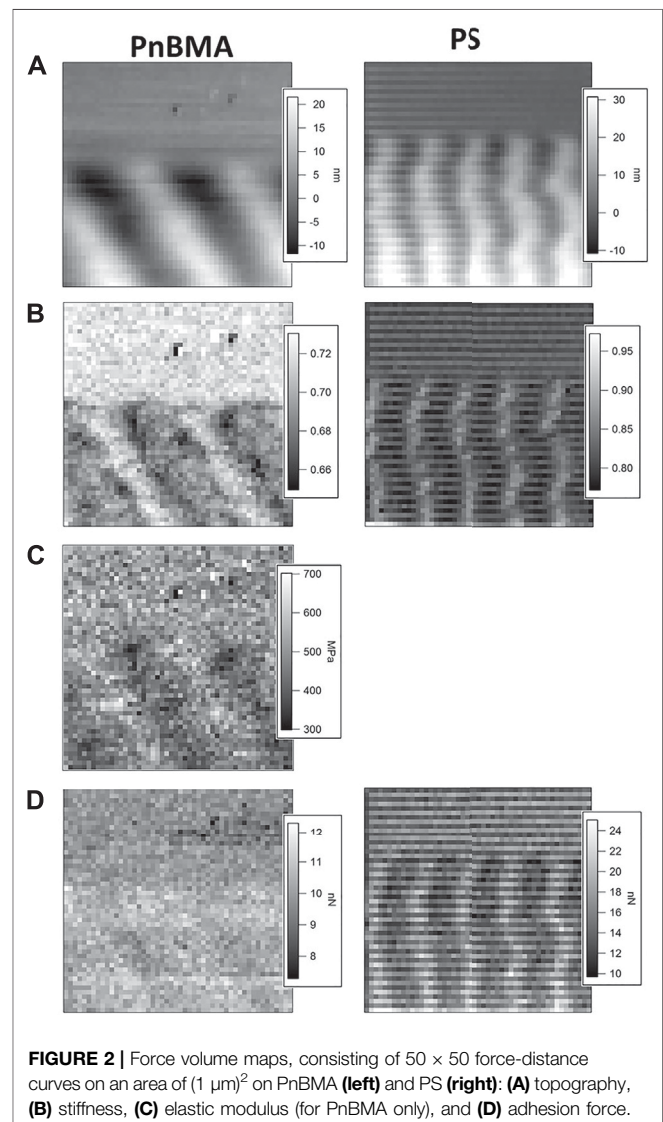 PnBMA
PS
A
20
15
10
5
0
-5
-10
nm
30
20
10
0
-10
nm
B
0.72
0.70
0.68
0.66
0.95
0.90
0.85
0.80
C
700
600
500
400
300
MPa
D
12
11
10
9
8
nN
24
22
20
18
16
14
12
10
nN
FIGURE 2 | Force volume maps, consisting of 50 × 50 force-distance
curves on an area of (1 μm)² on PnBMA (left) and PS (right): (A) topography,
(B) stiffness, (C) elastic modulus (for PnBMA only), and (D) adhesion force.